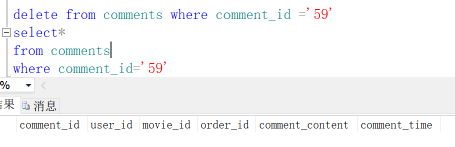 delete from comments where comment_id ='59'
select*
from comments
where comment_id='59'
%
结果 消息
comment_id user_id movie_id order_id comment_content comment_time